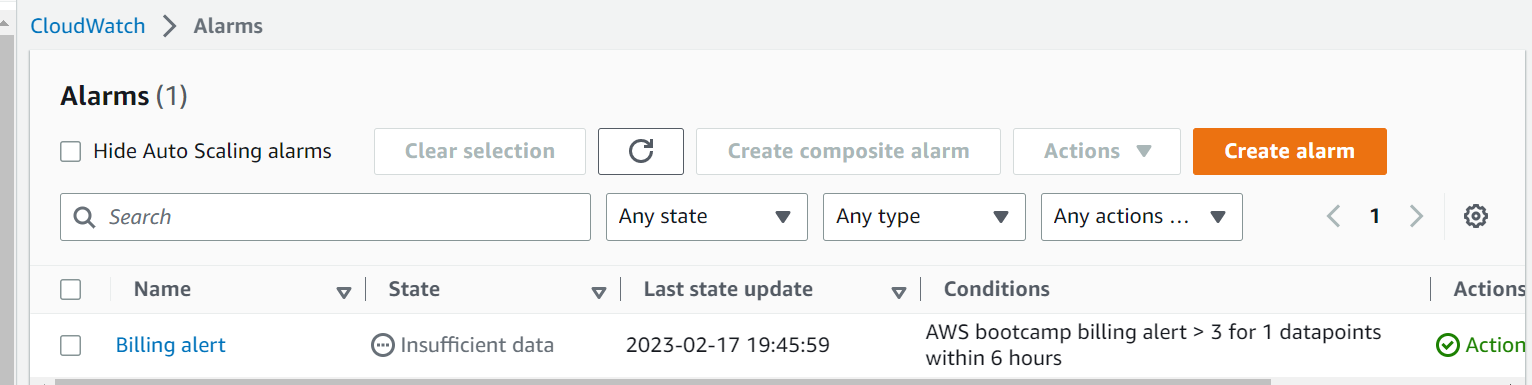 CloudWatch > Alarms
Alarms (1)
Hide Auto Scaling alarms Clear selection Create composite alarm Actions Create alarm
Search Any state Any type Any actions ... 1
Name State Last state update Conditions Actions
Billing alert Insufficient data 2023-02-17 19:45:59 AWS bootcamp billing alert > 3 for 1 datapoints
within 6 hours Action